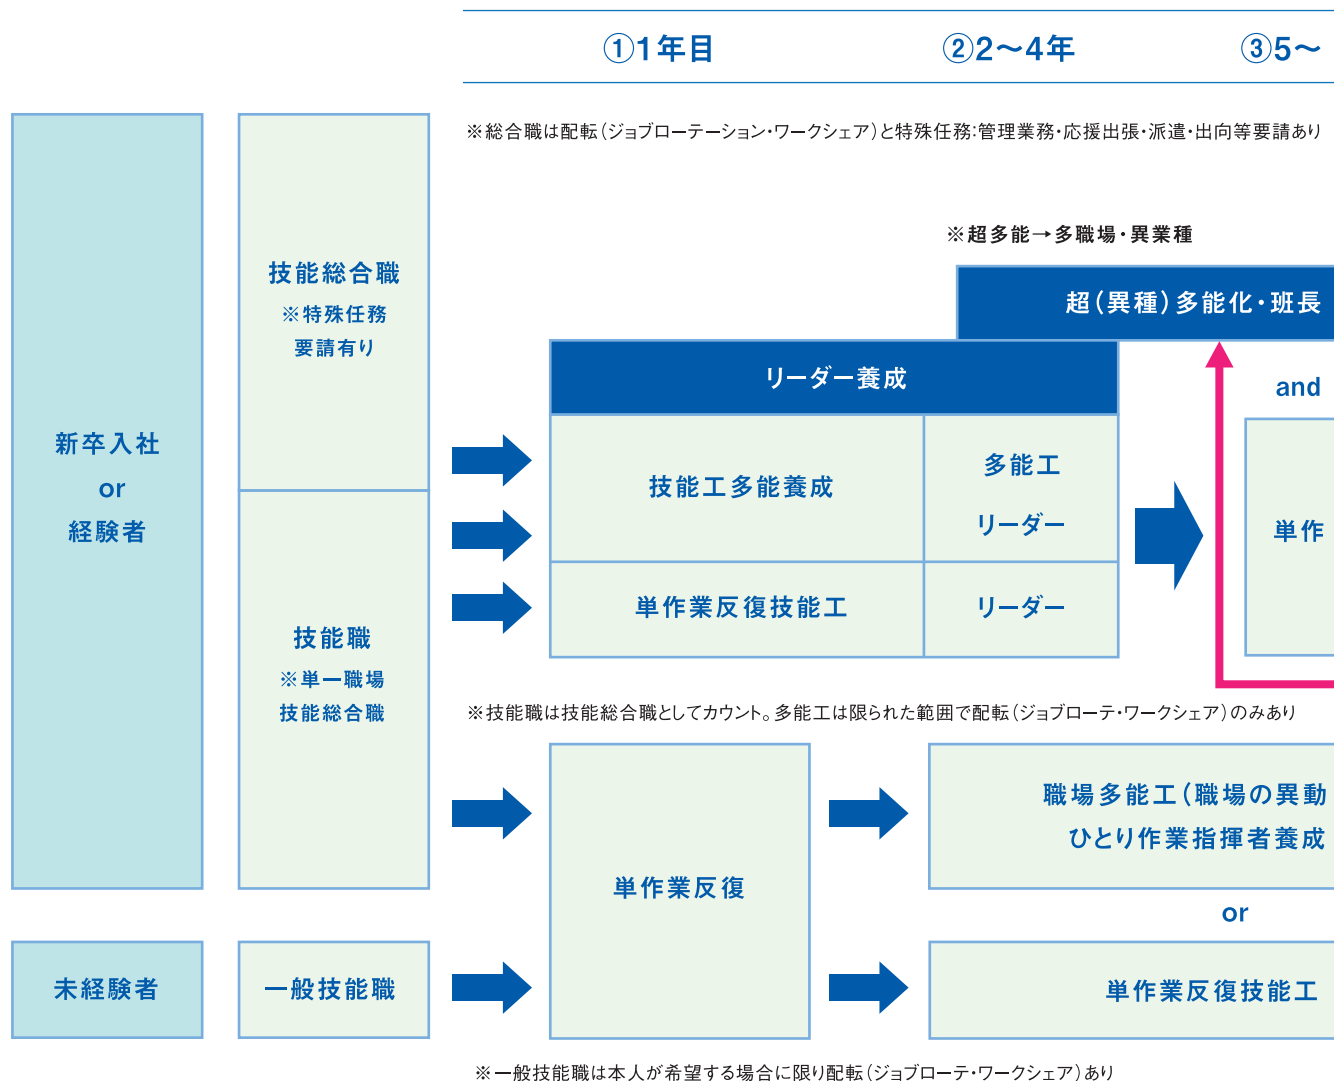 ①1年目
②2〜4年
③5〜
※総合職は配転（ジョブローテーション・ワークシェア）と特殊任務：管理業務・応援出張・派遣・出向等要請あり
※超多能→多職場・異業種
超（異種）多能化・班長
リーダー養成
and
新卒入社
or
経験者
技能総合職
※特殊任務
要請有り
技能職
※単一職場
技能総合職
技能工多能養成
多能工
リーダー
単作業反復技能工
リーダー
単作
※技能職は技能総合職としてカウント。多能工は限られた範囲で配転（ジョブローテ・ワークシェア）のみあり
単作業反復
職場多能工（職場の異動
ひとり作業指揮者養成
or
未経験者
一般技能職
単作業反復技能工
※一般技能職は本人が希望する場合に限り配転（ジョブローテ・ワークシェア）あり